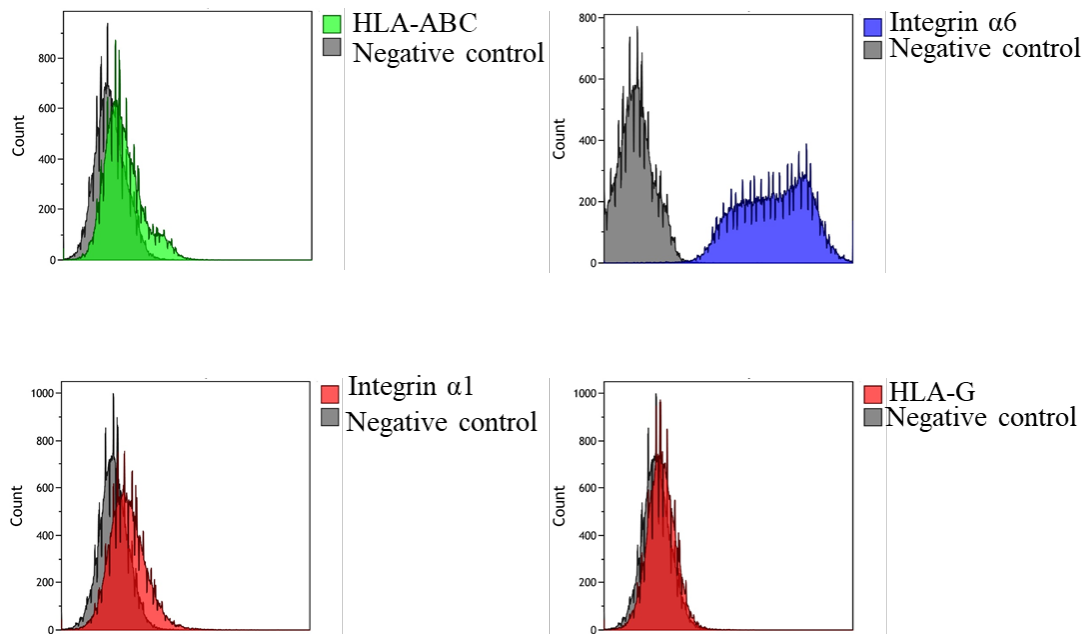 HLA-ABC
Negative control
800
600
400
200
0
Count
Integrin α6
Negative control
800
600
400
200
0
Count
Integrin α1
Negative control
1000
800
600
400
200
0
Count
HLA-G
Negative control
1000
800
600
400
200
0
Count